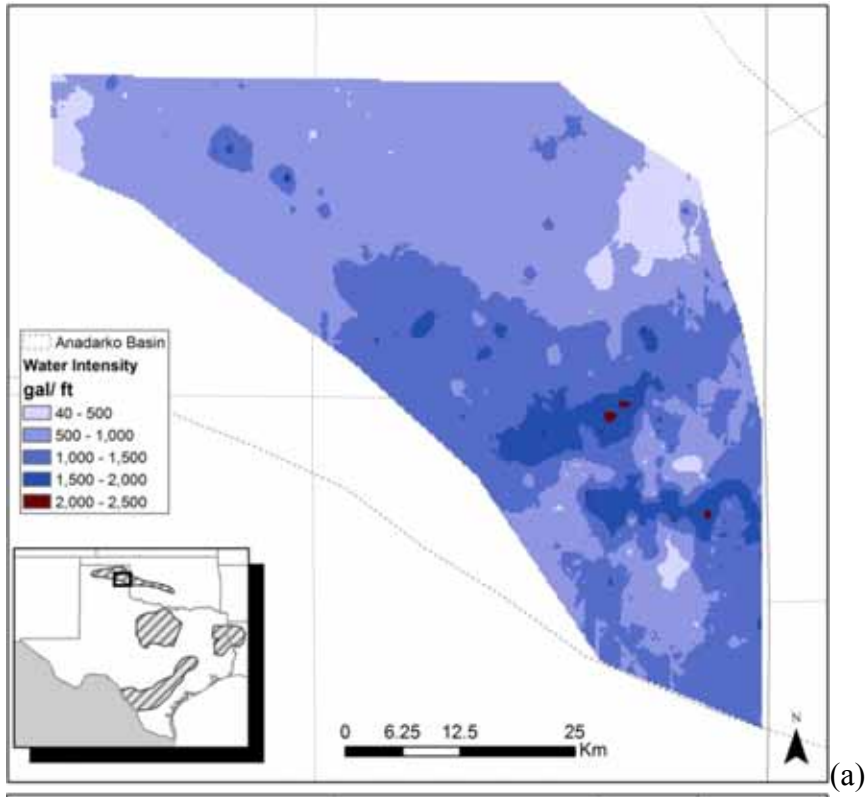 Anadarko Basin
Water Intensity
gal/ ft
40 - 500
500 - 1,000
1,000 - 1,500
1,500 - 2,000
2,000 - 2,500
0 6.25 12.5 25
Km
N
(a)